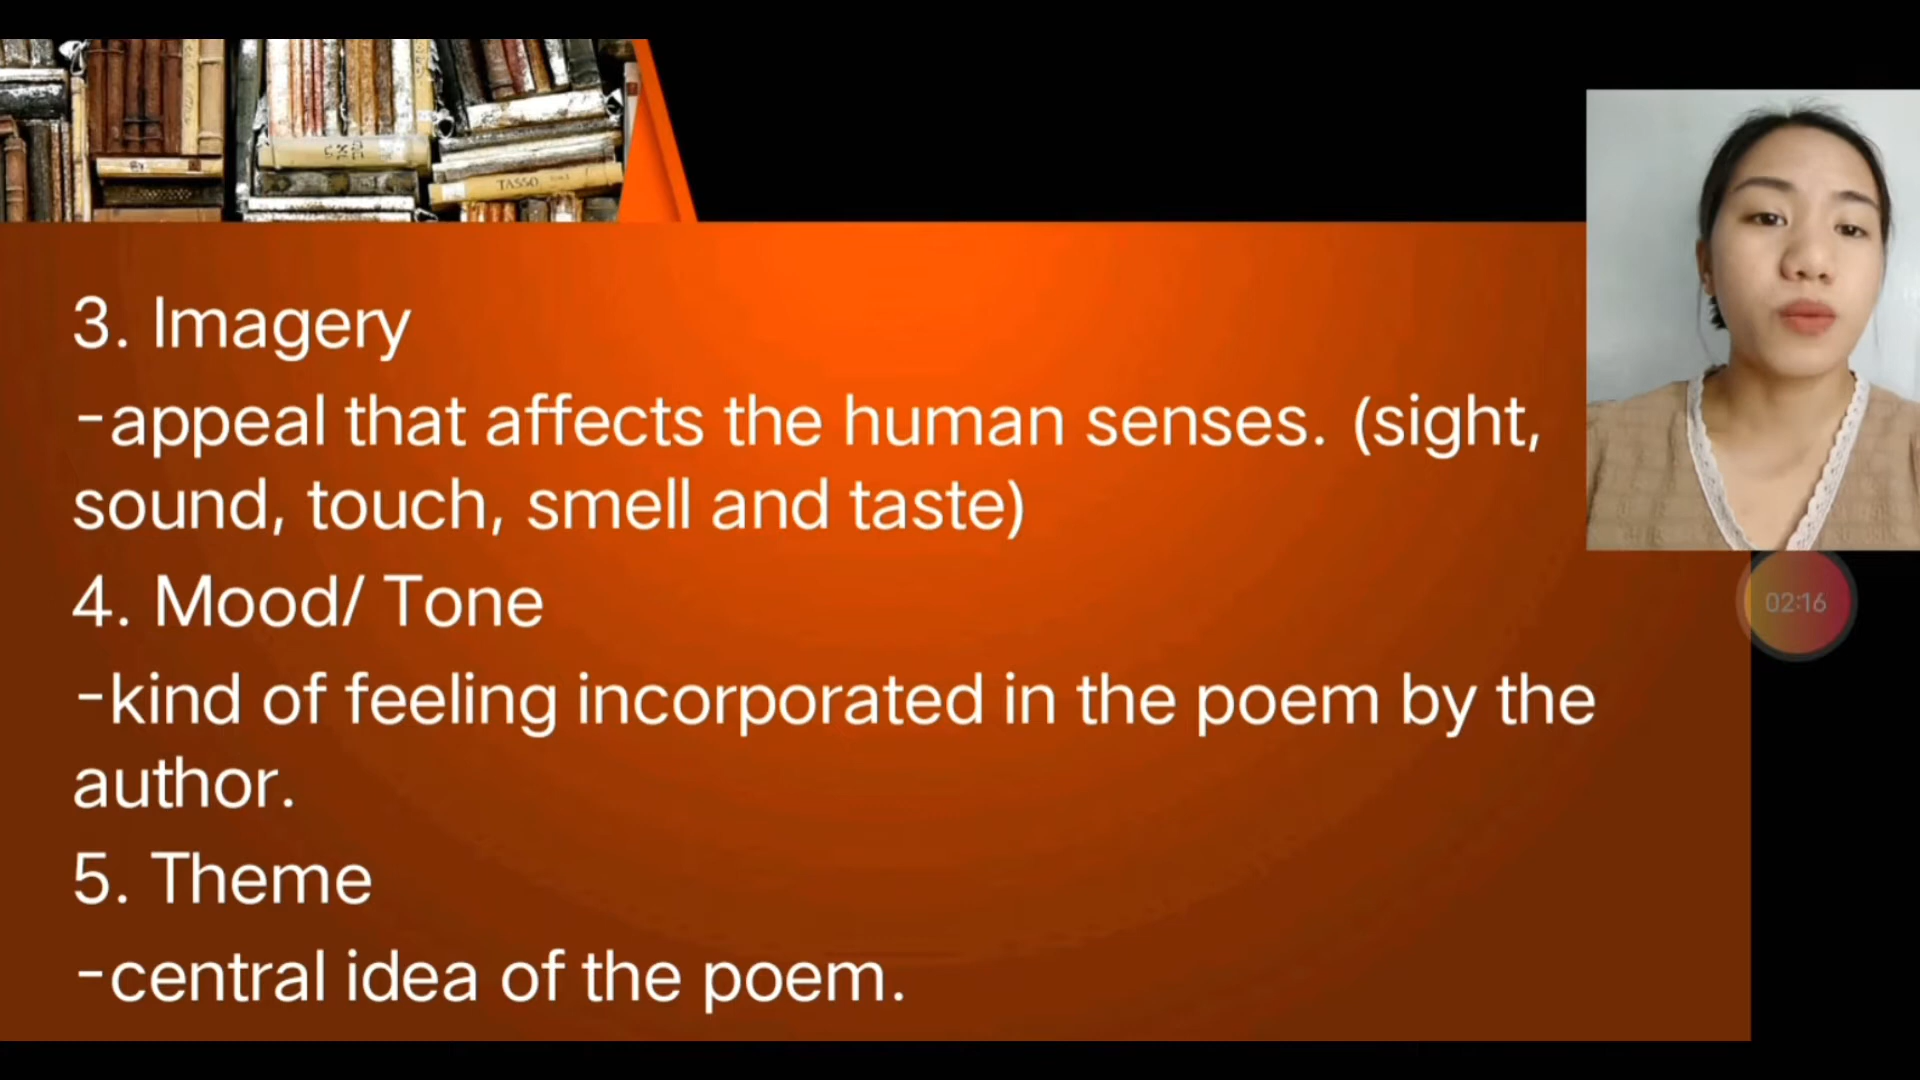 TASSO
3. Imagery
-appeal that affects the human senses. (sight,
sound, touch, smell and taste)
4. Mood/ Tone
-kind of feeling incorporated in the poem by the
author.
5. Theme
-central idea of the poem.
02:16